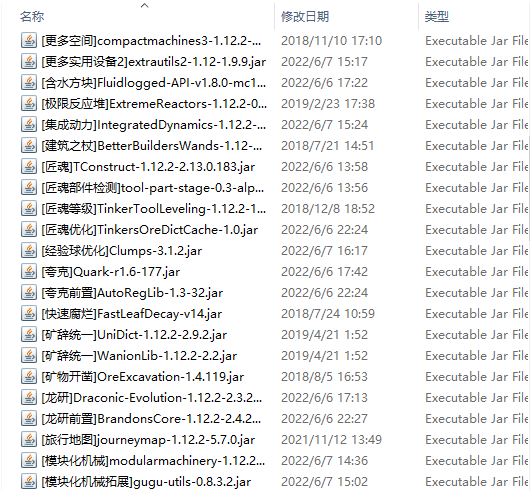 名称 修改日期 类型
[更多空间]compactmachines3-1.12.2-... 2018/11/10 17:10 Executable Jar File
[更多实用设备2]extrautils2-1.12-1.9.9.jar 2022/6/7 15:17 Executable Jar File
[含水方块]Fluidlogged-API-v1.8.0-mc1... 2022/6/6 17:22 Executable Jar File
[极限反应堆]ExtremeReactors-1.12.2-0... 2019/2/23 17:38 Executable Jar File
[集成动力]IntegratedDynamics-1.12.2-... 2022/6/7 15:24 Executable Jar File
[建筑之杖]BetterBuildersWands-1.12-... 2018/7/21 14:51 Executable Jar File
[匠魂]TConstruct-1.12.2-2.13.0.183.jar 2022/6/6 13:58 Executable Jar File
[匠魂部件检测]tool-part-stage-0.3-alp... 2022/6/6 13:56 Executable Jar File
[匠魂等级]TinkerToolLeveling-1.12.2-1... 2018/12/8 18:52 Executable Jar File
[匠魂优化]TinkersOreDictCache-1.0.jar 2022/6/6 22:24 Executable Jar File
[经验球优化]Clumps-3.1.2.jar 2022/6/7 16:17 Executable Jar File
[夸克]Quark-r1.6-177.jar 2022/6/6 17:42 Executable Jar File
[夸克前置]AutoRegLib-1.3-32.jar 2022/6/6 22:24 Executable Jar File
[快速腐烂]FastLeafDecay-v14.jar 2018/7/24 10:59 Executable Jar File
[矿辞统一]UniDict-1.12.2-2.9.2.jar 2019/4/21 1:52 Executable Jar File
[矿辞统一]WanionLib-1.12.2-2.2.jar 2019/4/21 1:52 Executable Jar File
[矿物开凿]OreExcavation-1.4.119.jar 2018/8/5 16:53 Executable Jar File
[龙研]Draconic-Evolution-1.12.2-2.3.2... 2022/6/6 17:13 Executable Jar File
[龙研前置]BrandonsCore-1.12.2-2.4.2... 2022/6/6 22:27 Executable Jar File
[旅行地图]journeymap-1.12.2-5.7.0.jar 2021/11/12 13:49 Executable Jar File
[模块化机械]modularmachinery-1.12.2... 2022/6/7 14:36 Executable Jar File
[模块化机械拓展]gugu-utils-0.8.3.2.jar 2022/6/7 15:02 Executable Jar File